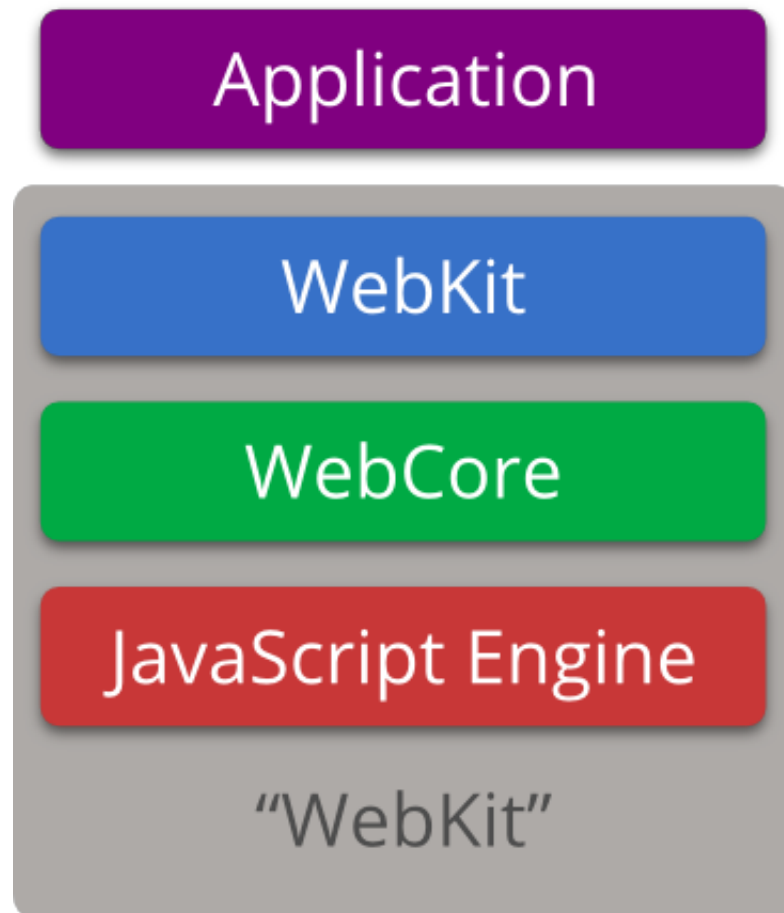 Application
WebKit
WebCore
JavaScript Engine
“WebKit”